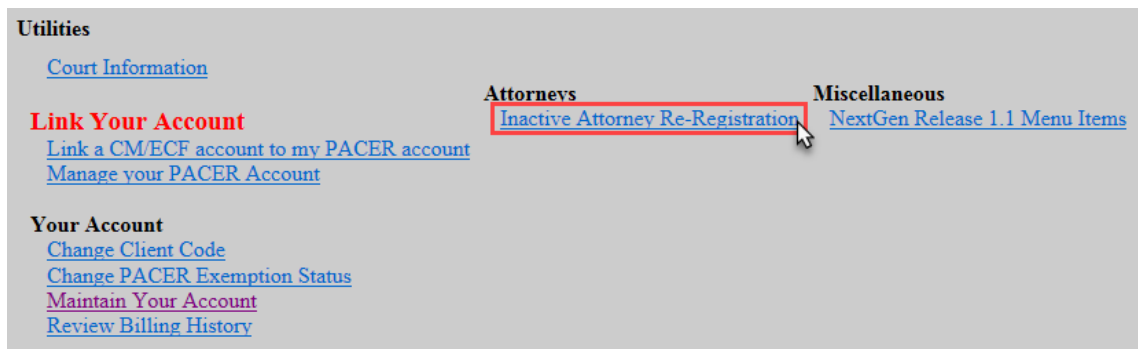 Utilities
Court Information
Link Your Account
Link a CM/ECF account to my PACER account
Manage your PACER Account
Your Account
Change Client Code
Change PACER Exemption Status
Maintain Your Account
Review Billing History
Attorneys
Inactive Attorney Re-Registration
Miscellaneous
NextGen Release 1.1 Menu Items